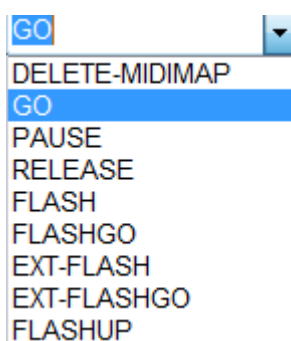 GO
DELETE-MIDIMAP
GO
PAUSE
RELEASE
FLASH
FLASHGO
EXT-FLASH
EXT-FLASHGO
FLASHUP